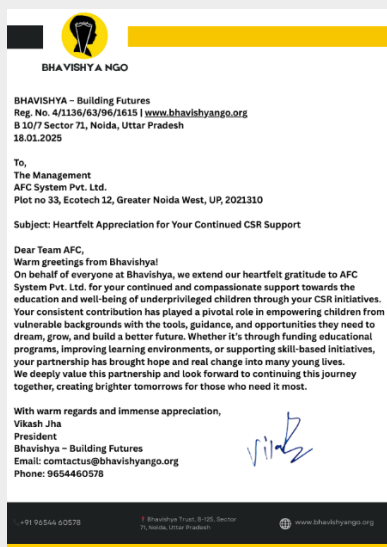 BHAVISHYA NGO
BHAVISHYA – Building Futures
Reg. No. 4/1136/63/96/1615 | www.bhavishyango.org
B 10/7 Sector 71, Noida, Uttar Pradesh
18.01.2025
To,
The Management
AFC System Pvt. Ltd.
Plot no 33, Ecotech 12, Greater Noida West, UP, 2021310
Subject: Heartfelt Appreciation for Your Continued CSR Support
Dear Team AFC,
Warm greetings from Bhavishya!
On behalf of everyone at Bhavishya, we extend our heartfelt gratitude to AFC
System Pvt. Ltd. for your continued and compassionate support towards the
education and well-being of underprivileged children through your CSR initiatives.
Your consistent contribution has played a pivotal role in empowering children from
vulnerable backgrounds with the tools, guidance, and opportunities they need to
dream, grow, and build a better future. Whether it's through funding educational
programs, improving learning environments, or supporting skill-based initiatives,
your partnership has brought hope and real change into many young lives.
We deeply value this partnership and look forward to continuing this journey
together, creating brighter tomorrows for those who need it most.
With warm regards and immense appreciation,
Vikash Jha
President
Bhavishya – Building Futures
Email: comtactus@bhavishyango.org
Phone: 9654460578
+91 96544 60578
Bhavishya Trust, B-125, Sector
71, Noida, Uttar Pradesh
www.bhavishyango.org